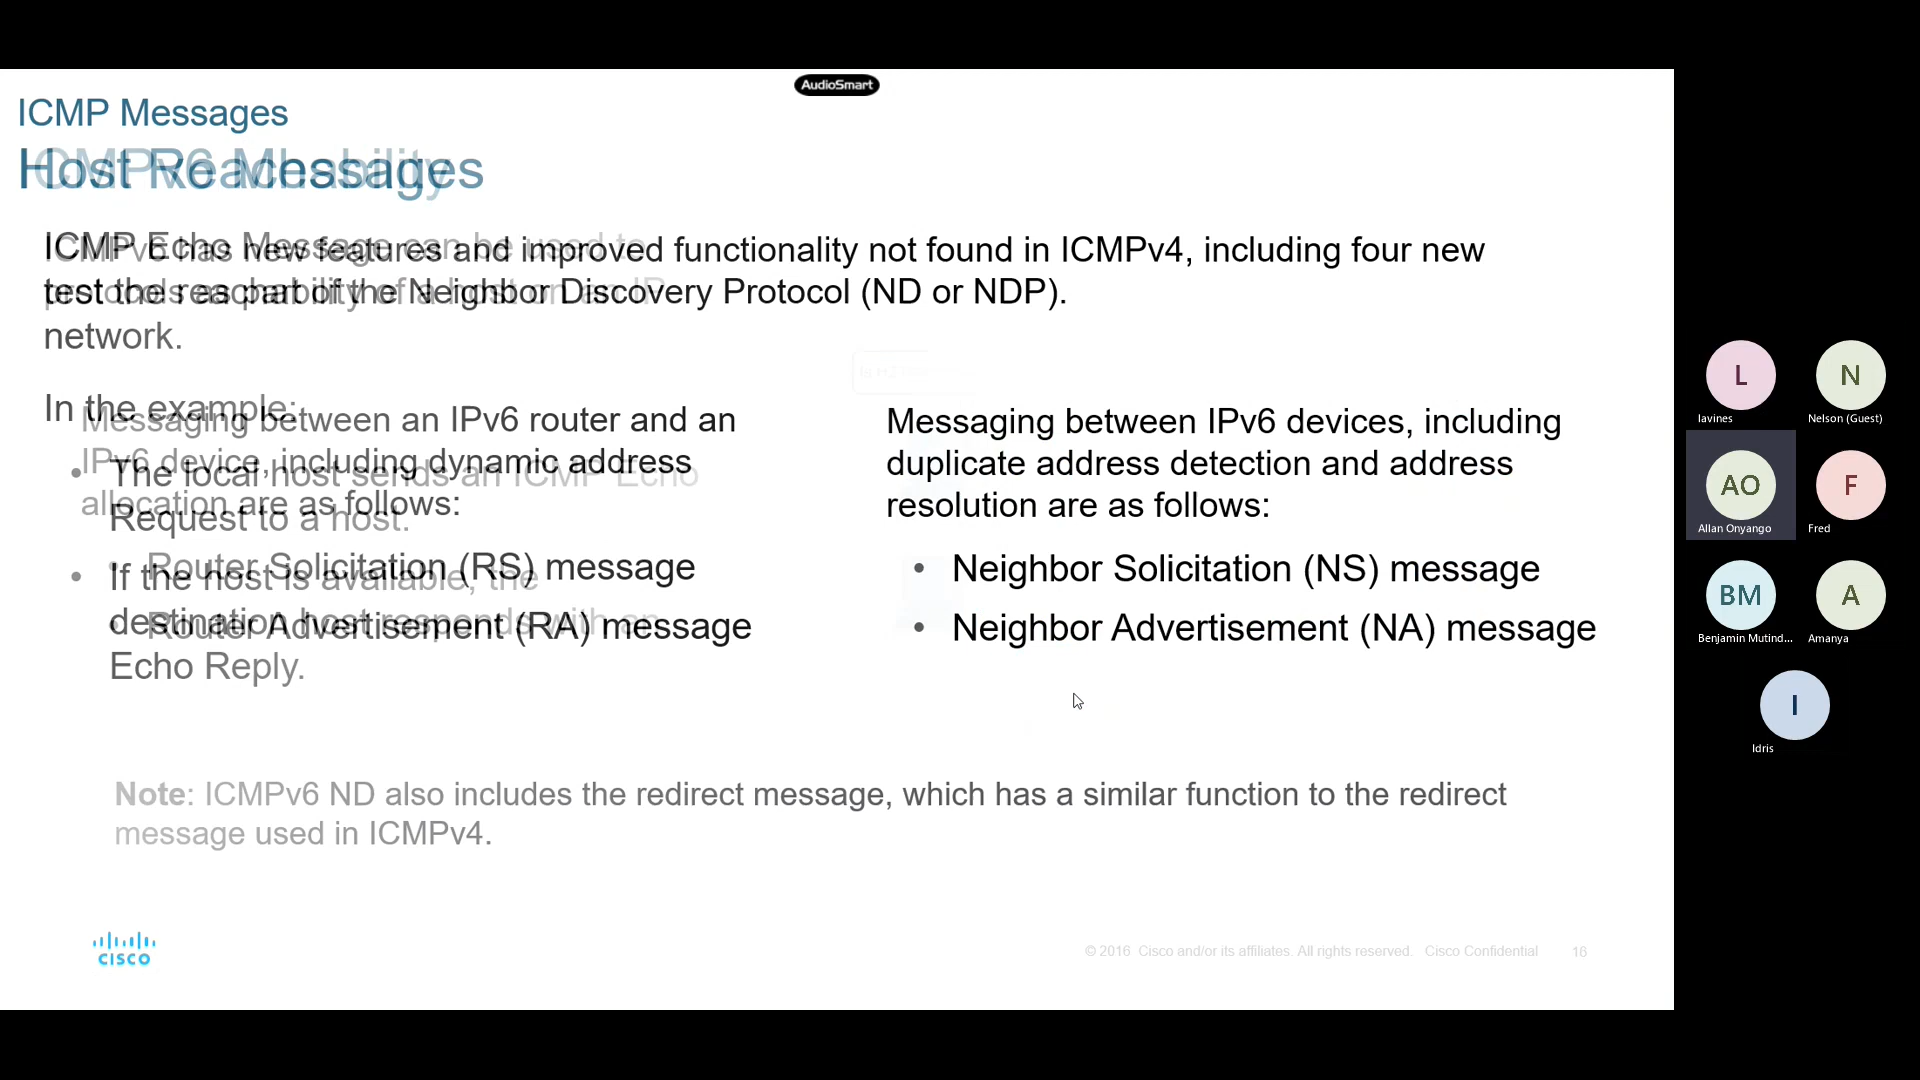 AudioSmart
ICMP Messages
Host Reachability
ICMPv6 Messages
ICMP Echo Message can be used to
test the reachability of a host on an IP
network.
ICMPv6 has new features and improved functionality not found in ICMPv4, including four new
protocols as part of the Neighbor Discovery Protocol (ND or NDP).
In the example:
• The local host sends an ICMP Echo
Request to a host.
• If the host is available, the
destination host responds with an
Echo Reply.
Messaging between an IPv6 router and an
IPv6 device, including dynamic address
allocation are as follows:
• Router Solicitation (RS) message
• Router Advertisement (RA) message
Messaging between IPv6 devices, including
duplicate address detection and address
resolution are as follows:
• Neighbor Solicitation (NS) message
• Neighbor Advertisement (NA) message
Note: ICMPv6 ND also includes the redirect message, which has a similar function to the redirect
message used in ICMPv4.
CISCO
© 2016 Cisco and/or its affiliates. All rights reserved. Cisco Confidential
L
lavines
N
Nelson (Guest)
AO
Allan Onyango
F
Fred
BM
Benjamin Mutind...
A
Amanya
I
Idris